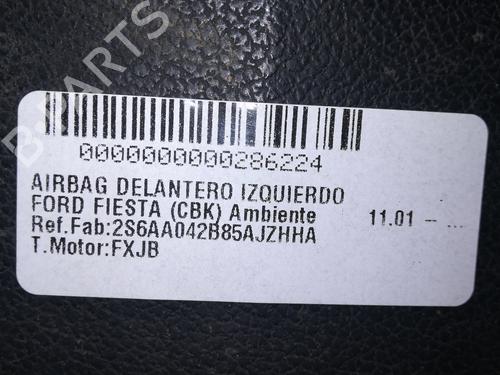 B-PARTS
0000000000286224
AIRBAG DELANTERO IZQUIERDO
FORD FIESTA (CBK) Ambiente 11.01 - ...
Ref.Fab:2S6AA042B85AJZHHA
T.Motor:FXJB